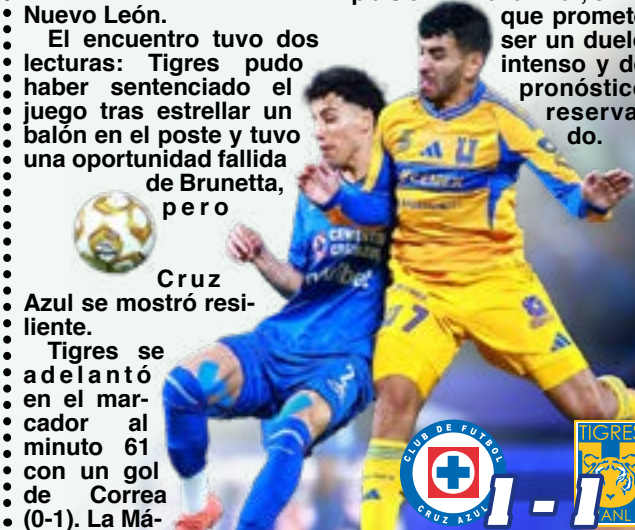 Nuevo León.
El encuentro tuvo dos
lecturas: Tigres pudo
haber sentenciado el
juego tras estrellar un
balón en el poste y tuvo
una oportunidad fallida
de Brunetta,
pero
Cruz
Azul se mostró resi-
liente.
Tigres se
adelantó
en el mar-
cador al
minuto 61
con un gol
de Correa
(0-1). La Má-
ser un duelo
intenso y de
pronóstico
reserva
do.
CLUB DE FUTBOL
CRUZ AZUL
1 - 1
TIGRES